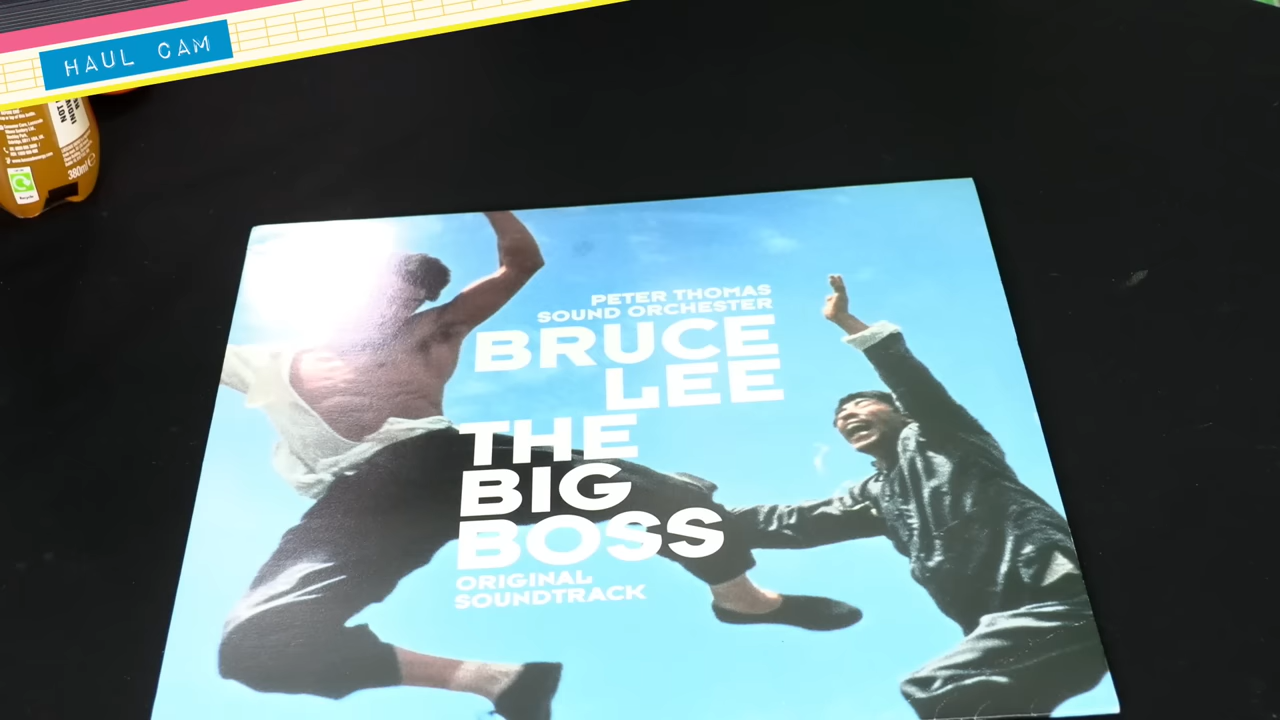 HAUL CAM
380ml e
PETER THOMAS
SOUND ORCHESTER
BRUCE
LEE
THE
BIG
BOSS
ORIGINAL
SOUNDTRACK